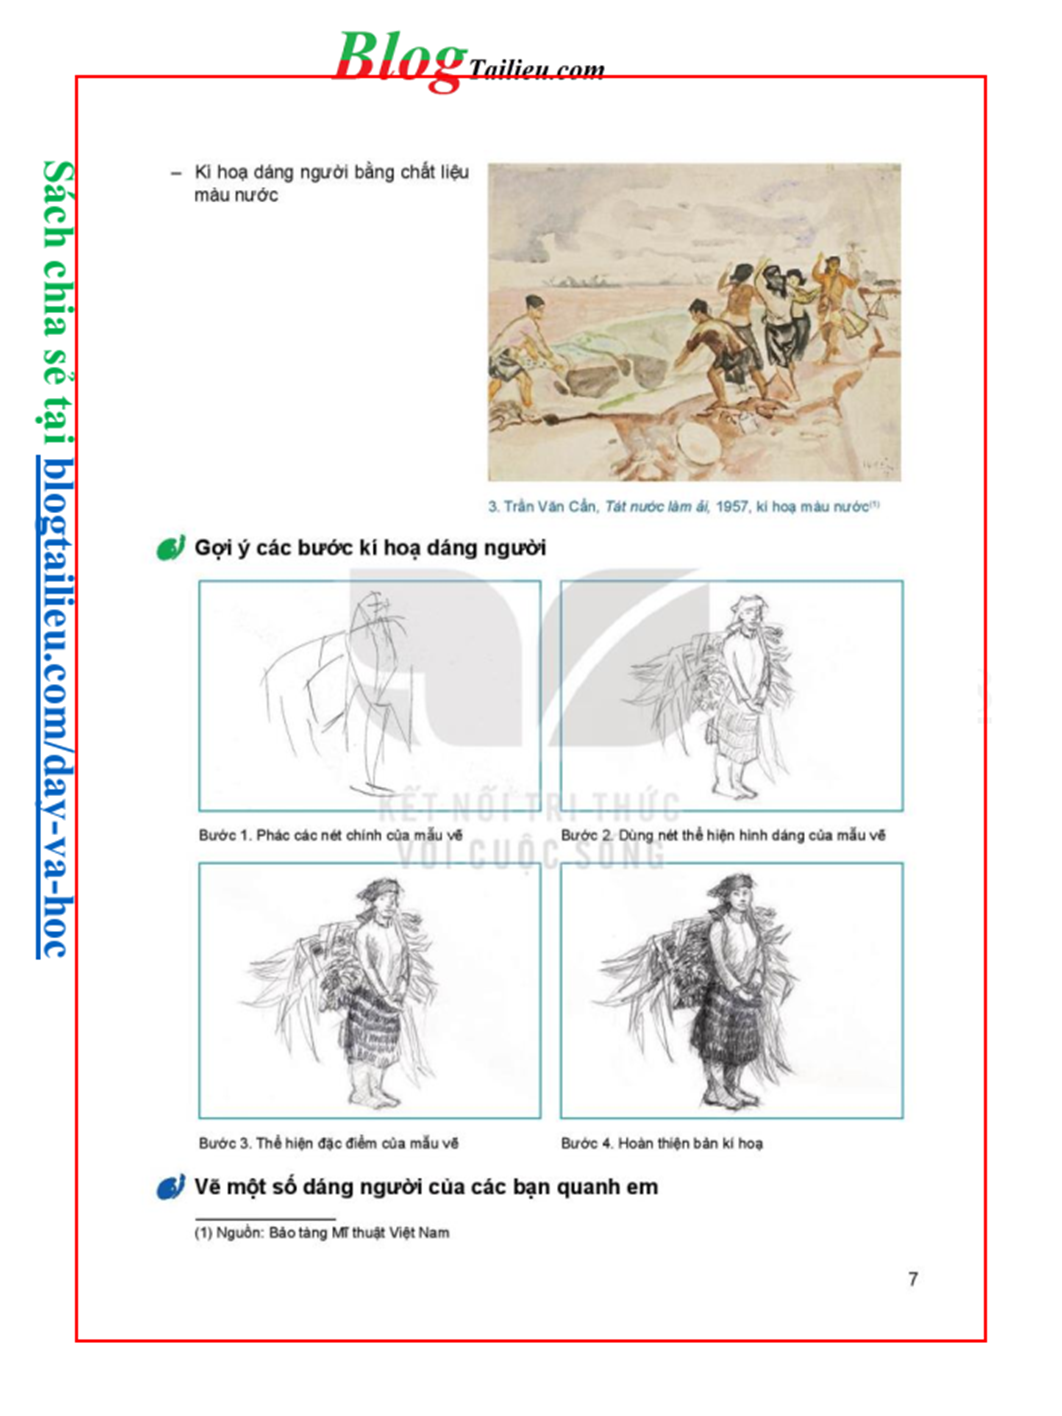 Blog Tailieu.com
Sách chia sẻ tại blogtailieu.com/day-va-hoc
– Kí hoạ dáng người bằng chất liệu
màu nước
3. Trần Văn Cẩn, Tát nước làm ải, 1957, kí hoạ màu nước(1)
Gợi ý các bước kí hoạ dáng người
KẾT NỐI TRI THỨC
VỚI CUỘC SỐNG
Bước 1. Phác các nét chính của mẫu vẽ
Bước 2. Dùng nét thể hiện hình dáng của mẫu vẽ
Bước 3. Thể hiện đặc điểm của mẫu vẽ
Bước 4. Hoàn thiện bản kí hoạ
Vẽ một số dáng người của các bạn quanh em
(1) Nguồn: Bảo tàng Mĩ thuật Việt Nam
7